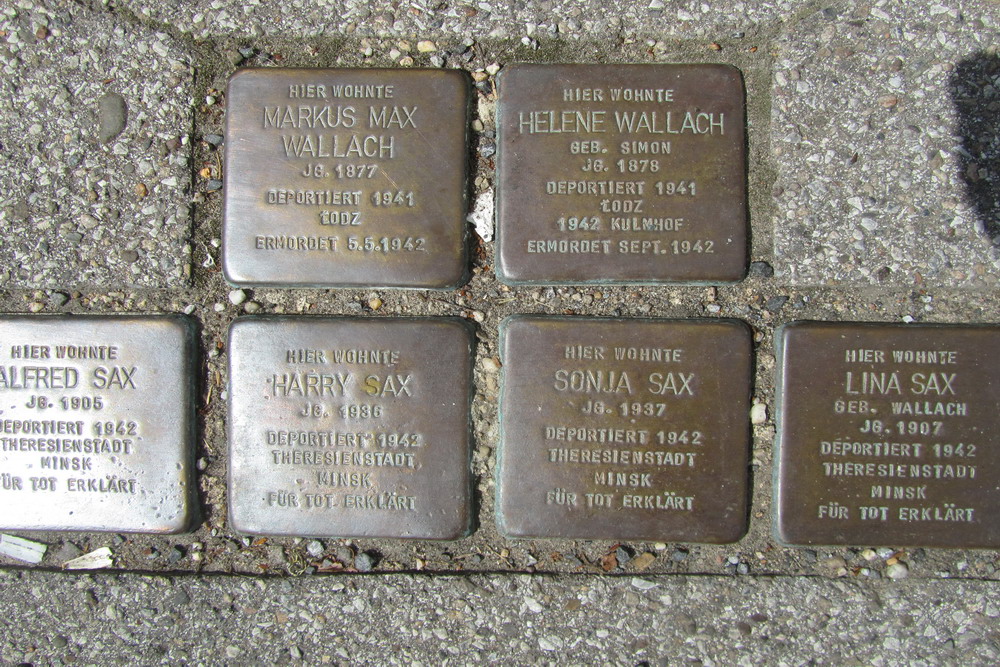 HIER WOHNTE
MARKUS MAX
WALLACH
JG. 1877
DEPORTIERT 1941
ŁODZ
ERMORDET 5.5.1942
HIER WOHNTE
HELENE WALLACH
GEB. SIMON
JG. 1878
DEPORTIERT 1941
ŁODZ
1942 KULMHOF
ERMORDET SEPT. 1942
HIER WOHNTE
ALFRED SAX
JG. 1905
DEPORTIERT 1942
THERESIENSTADT
MINSK
FÜR TOT ERKLÄRT
HIER WOHNTE
HARRY SAX
JG. 1936
DEPORTIERT 1942
THERESIENSTADT
MINSK
FÜR TOT ERKLÄRT
HIER WOHNTE
SONJA SAX
JG. 1937
DEPORTIERT 1942
THERESIENSTADT
MINSK
FÜR TOT ERKLÄRT
HIER WOHNTE
LINA SAX
GEB. WALLACH
JG. 1907
DEPORTIERT 1942
THERESIENSTADT
MINSK
FÜR TOT ERKLÄRT